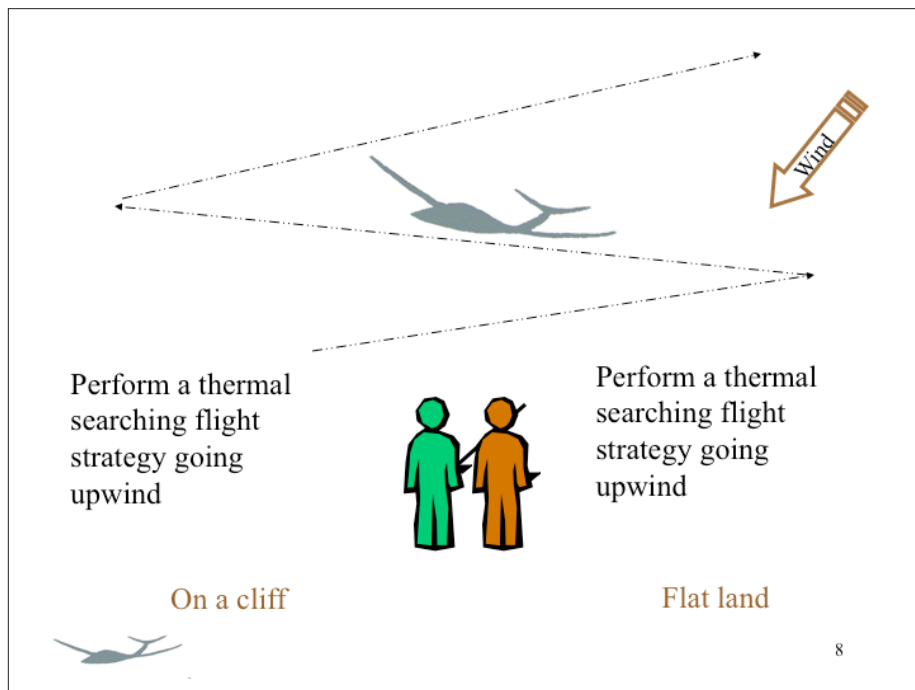 Wind
Perform a thermal
searching flight
strategy going
upwind
Perform a thermal
searching flight
strategy going
upwind
On a cliff
Flat land
8